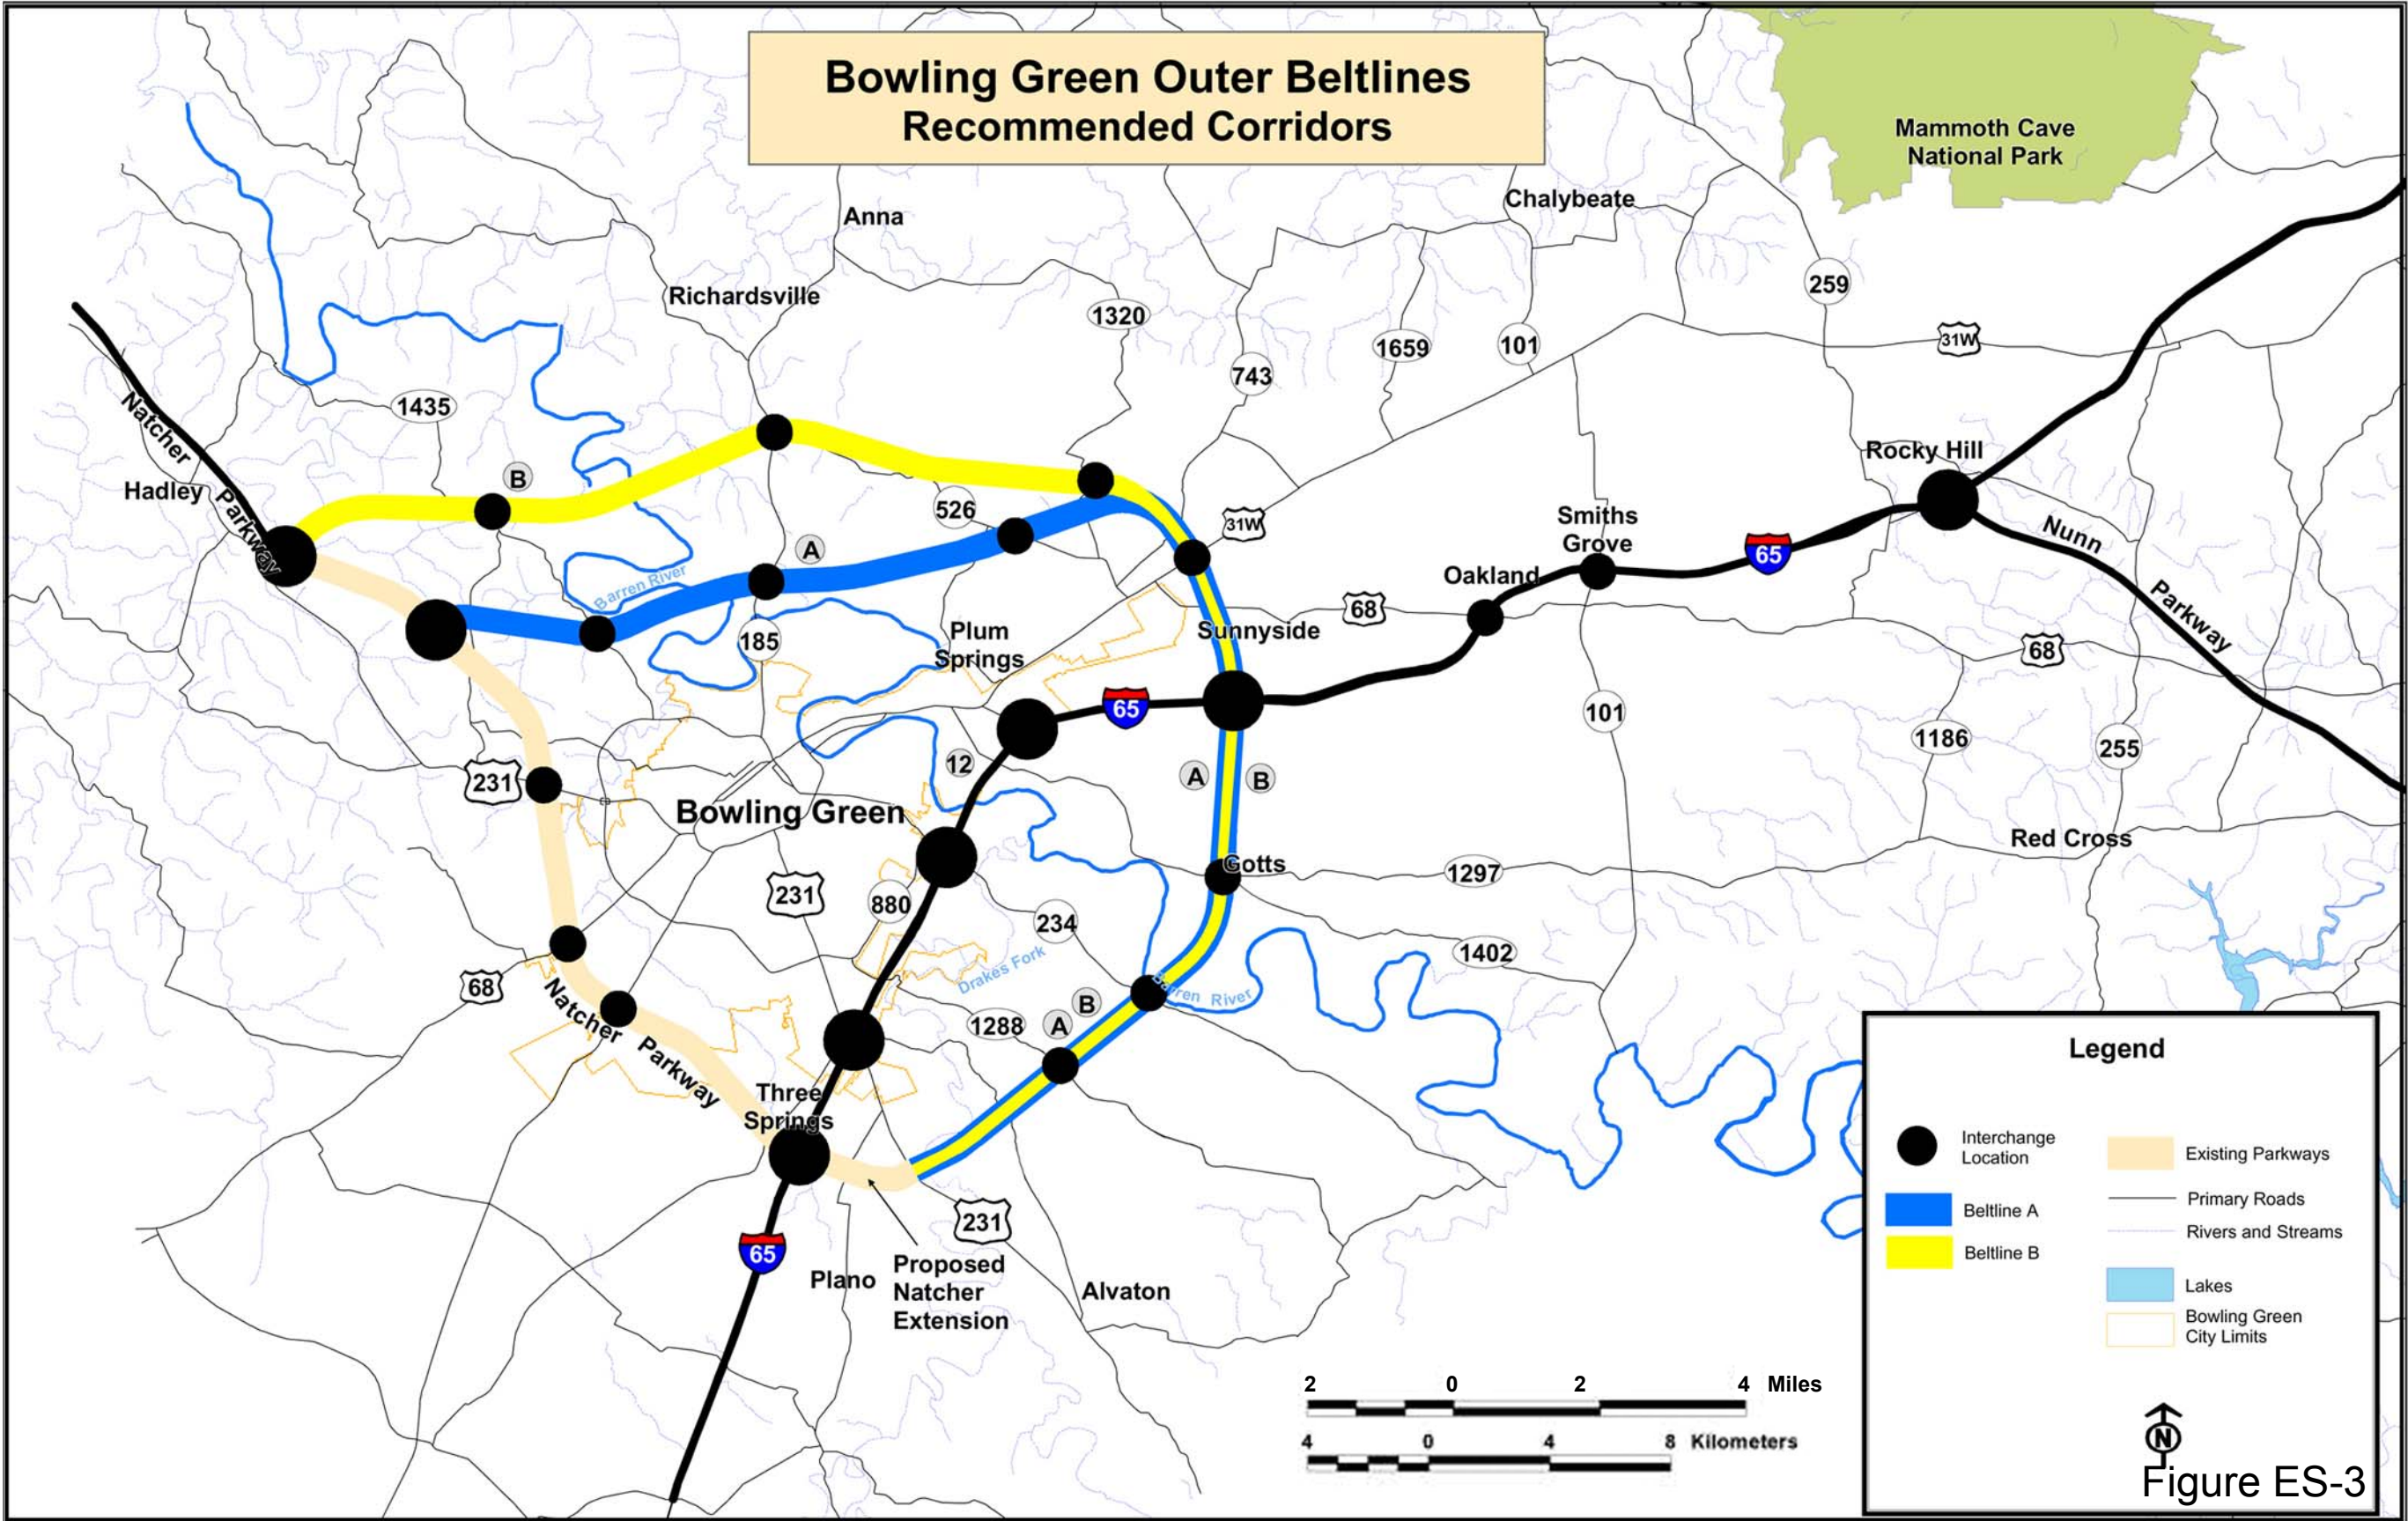 Bowling Green Outer Beltlines
Recommended Corridors
Mammoth Cave
National Park
Chalybeate
Anna
259
Richardsville
1320
31W
1659
101
743
Natcher
1435
Rocky Hill
B
Hadley
Parkway
526
31W
Smiths
Grove
Nunn
A
65
Barren River
Oakland
Parkway
68
185
Plum
Springs
Sunnyside
68
65
101
1186
255
12
A
B
231
Bowling Green
Red Cross
Gotts
1297
231
880
234
1402
Drakes Fork
68
Natcher
Barren River
B
1288
A
Parkway
Three
Springs
231
65
Plano
Proposed
Natcher
Extension
Alvaton
2 0 2 4 Miles
4 0 4 8 Kilometers
Legend
Interchange
Location
Existing Parkways
Primary Roads
Beltline A
Rivers and Streams
Beltline B
Lakes
Bowling Green
City Limits
N
Figure ES-3